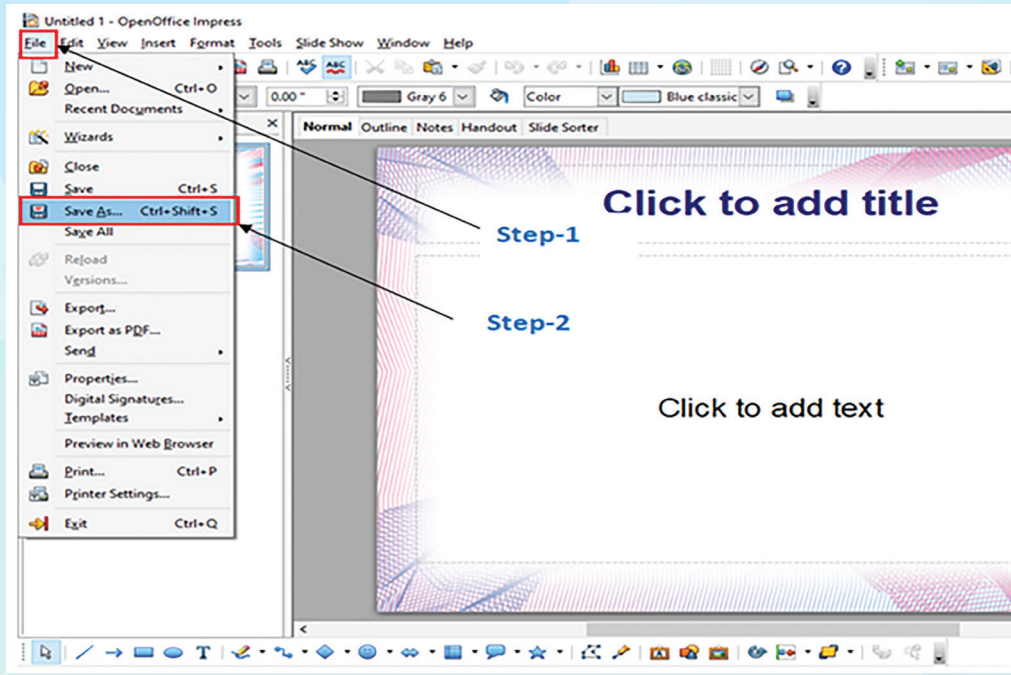 Untitled 1 - OpenOffice Impress
File Edit View Insert Format Tools Slide Show Window Help
New
Open... Ctrl+O
Recent Documents
Wizards
Close
Save Ctrl+S
Save As... Ctrl+Shift+S
Save All
Reload
Versions...
Export...
Export as PDF...
Send
Properties...
Digital Signatures...
Templates
Preview in Web Browser
Print... Ctrl+P
Printer Settings...
Exit Ctrl+Q
ABC ABC
0.00 " Gray 6 Color Blue classic
Normal Outline Notes Handout Slide Sorter
Click to add title
Step-1
Step-2
Click to add text
T